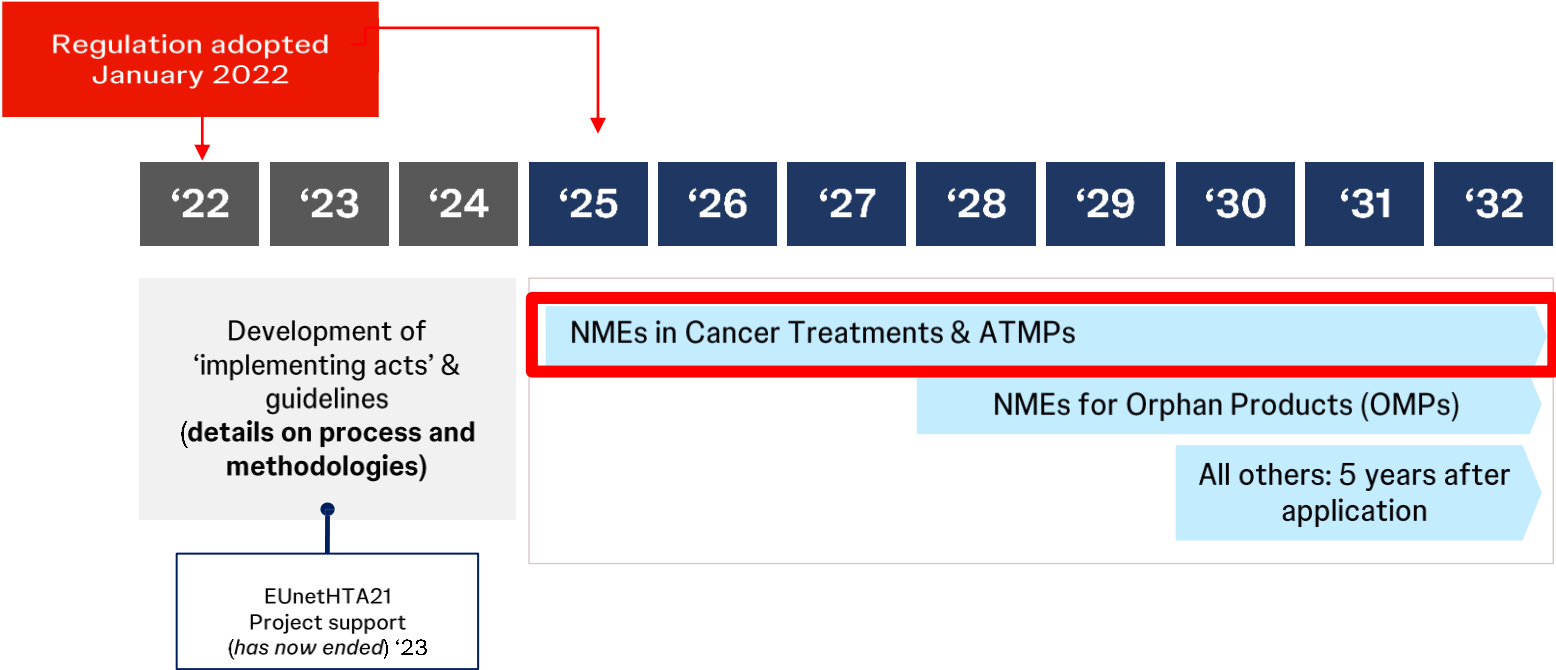 Regulation adopted
January 2022
‘22
‘23
‘24
‘25
‘26
‘27
‘28
‘29
‘30
‘31
‘32
Development of
‘implementing acts’ &
guidelines
(details on process and
methodologies)
NMEs in Cancer Treatments & ATMPs
NMEs for Orphan Products (OMPs)
All others: 5 years after
application
EUnetHTA21
Project support
(has now ended) ‘23